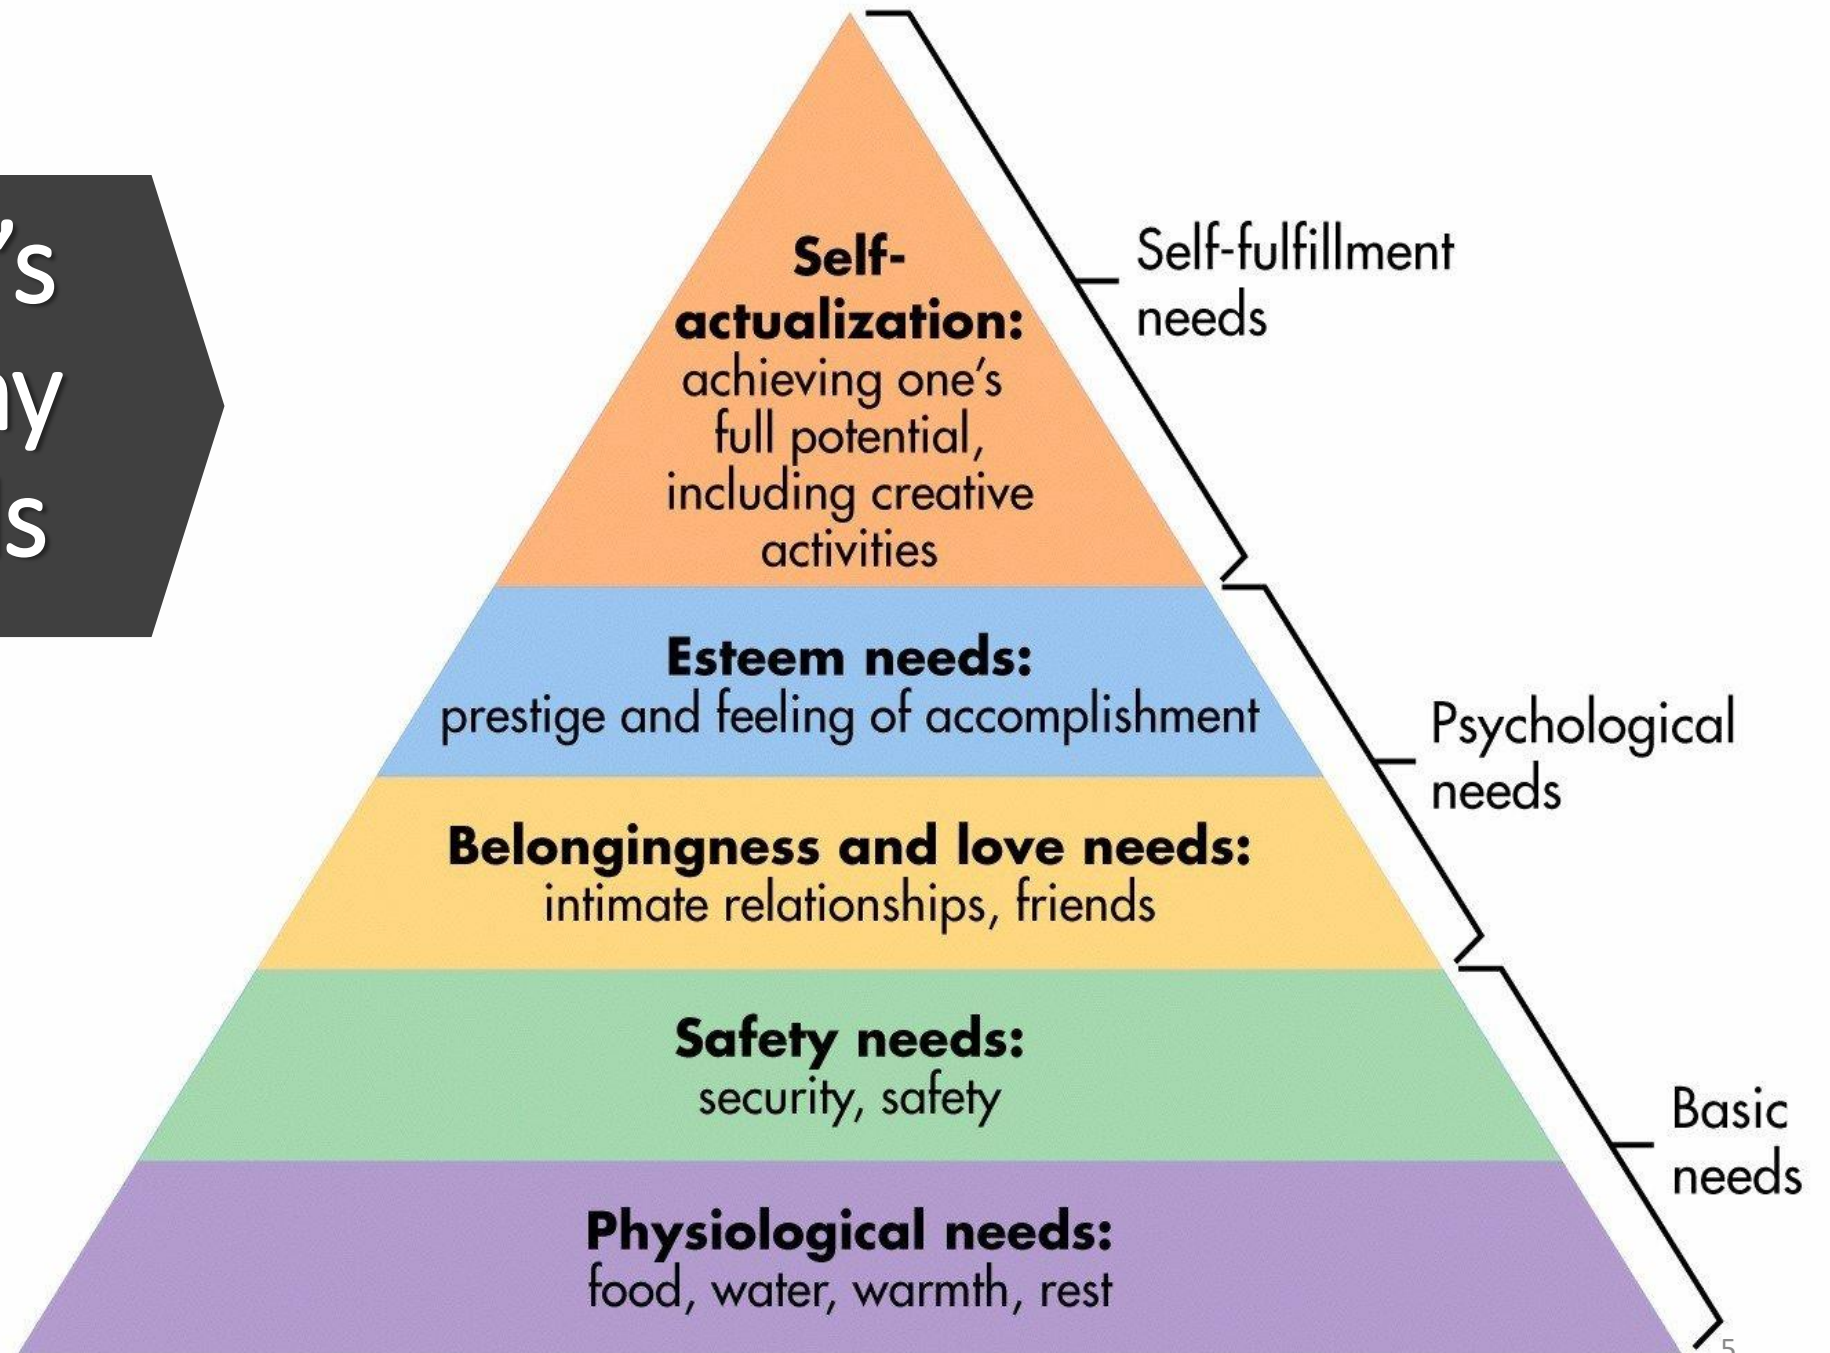 's
ny
ls
Self-
actualization:
achieving one's
full potential,
including creative
activities
Self-fulfillment
needs
Esteem needs:
prestige and feeling of accomplishment
Psychological
needs
Belongingness and love needs:
intimate relationships, friends
Safety needs:
security, safety
Basic
needs
Physiological needs:
food, water, warmth, rest
5